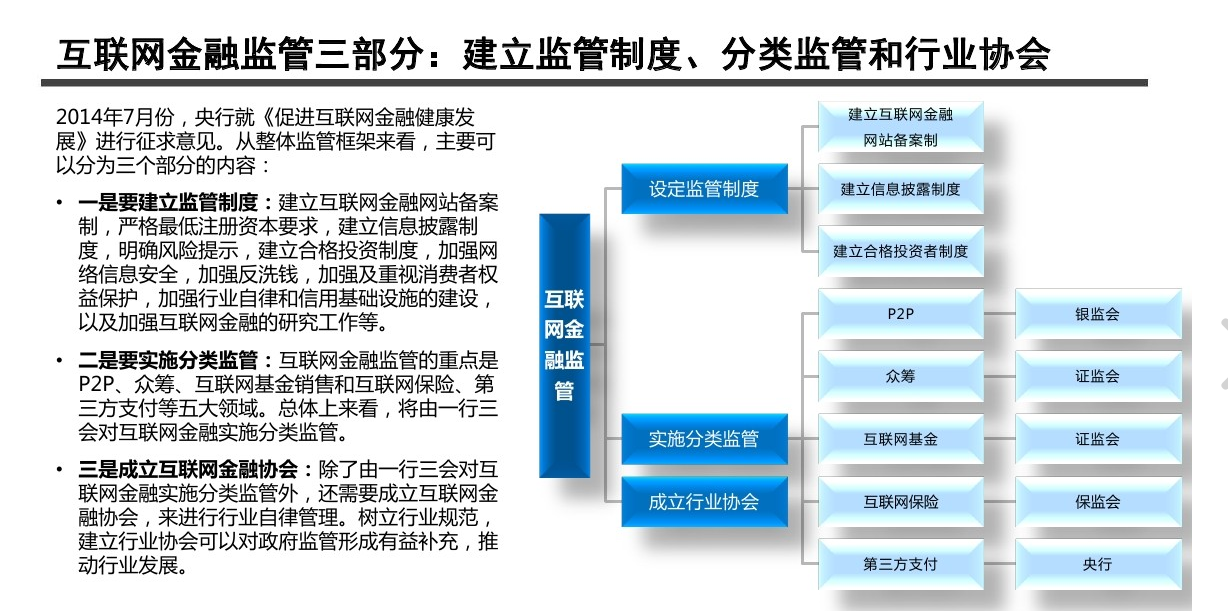 互联网金融监管三部分：建立监管制度、分类监管和行业协会
2014年7月份，央行就《促进互联网金融健康发
展》进行征求意见。从整体监管框架来看，主要可
以分为三个部分的内容：
• 一是要建立监管制度：建立互联网金融网站备案
制，严格最低注册资本要求，建立信息披露制
度，明确风险提示，建立合格投资制度，加强网
络信息安全，加强反洗钱，加强及重视消费者权
益保护，加强行业自律和信用基础设施的建设，
以及加强互联网金融的研究工作等。
• 二是要实施分类监管：互联网金融监管的重点是
P2P、众筹、互联网基金销售和互联网保险、第
三方支付等五大领域。总体上来看，将由一行三
会对互联网金融实施分类监管。
• 三是成立互联网金融协会：除了由一行三会对互
联网金融实施分类监管外，还需要成立互联网金
融协会，来进行行业自律管理。树立行业规范，
建立行业协会可以对政府监管形成有益补充，推
动行业发展。
互联
网金
融监
管
设定监管制度
建立互联网金融
网站备案制
建立信息披露制度
建立合格投资者制度
实施分类监管
P2P
银监会
众筹
证监会
互联网基金
证监会
互联网保险
保监会
第三方支付
央行
成立行业协会